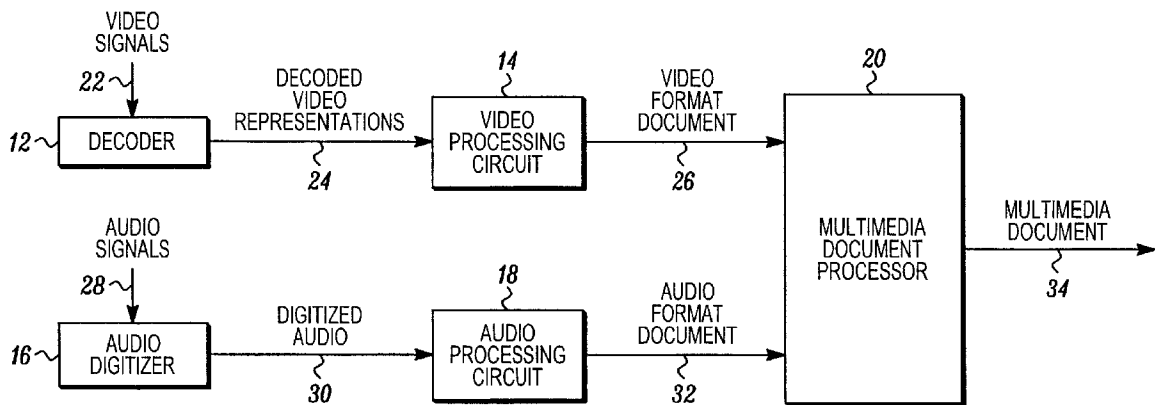 VIDEO
SIGNALS
22
12
DECODER
DECODED
VIDEO
REPRESENTATIONS
24
14
VIDEO
PROCESSING
CIRCUIT
VIDEO
FORMAT
DOCUMENT
26
20
MULTIMEDIA
DOCUMENT
PROCESSOR
MULTIMEDIA
DOCUMENT
34
AUDIO
SIGNALS
28
16
AUDIO
DIGITIZER
DIGITIZED
AUDIO
30
18
AUDIO
PROCESSING
CIRCUIT
AUDIO
FORMAT
DOCUMENT
32